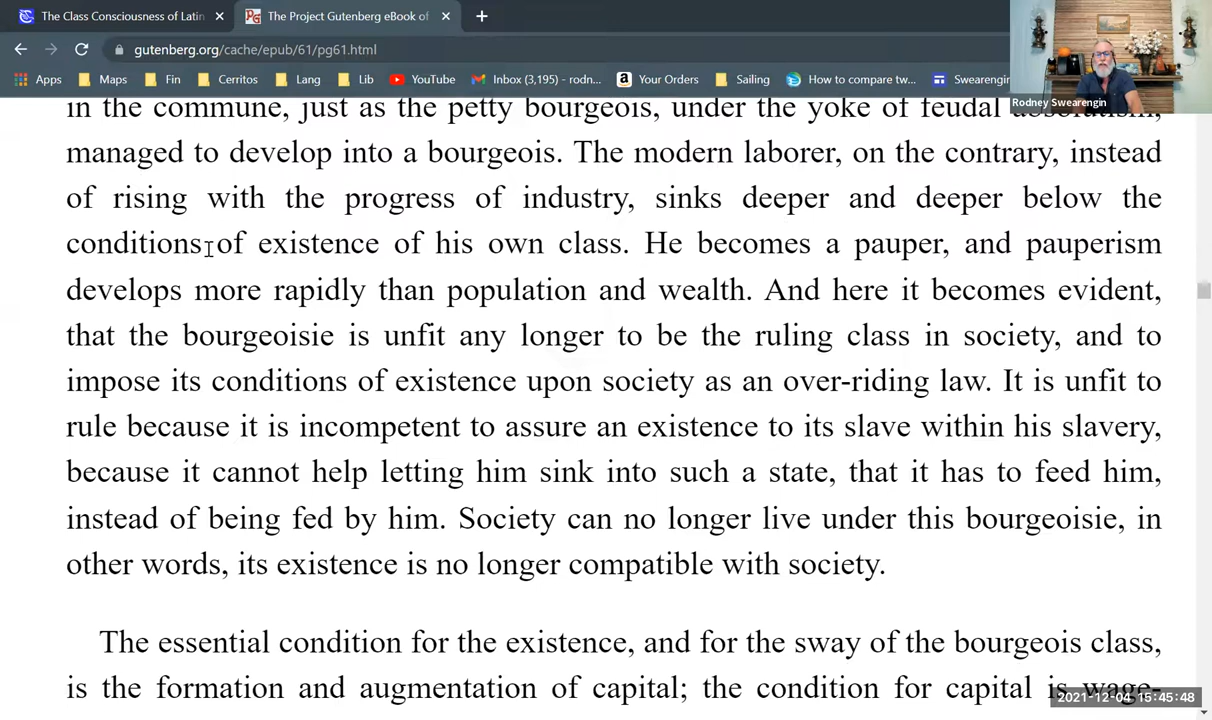 The Class Consciousness of Latin
The Project Gutenberg eBook of
gutenberg.org/cache/epub/61/pg61.html
Apps Maps Fin Cerritos Lang Lib YouTube Inbox (3,195) - rodn... Your Orders Sailing How to compare tw... Swearengin
Rodney Swearengin
in the commune, just as the petty bourgeois, under the yoke of feudal absolutism,
managed to develop into a bourgeois. The modern laborer, on the contrary, instead
of rising with the progress of industry, sinks deeper and deeper below the
conditions of existence of his own class. He becomes a pauper, and pauperism
develops more rapidly than population and wealth. And here it becomes evident,
that the bourgeoisie is unfit any longer to be the ruling class in society, and to
impose its conditions of existence upon society as an over-riding law. It is unfit to
rule because it is incompetent to assure an existence to its slave within his slavery,
because it cannot help letting him sink into such a state, that it has to feed him,
instead of being fed by him. Society can no longer live under this bourgeoisie, in
other words, its existence is no longer compatible with society.
The essential condition for the existence, and for the sway of the bourgeois class,
is the formation and augmentation of capital; the condition for capital is wage-
2021-12-04 15:45:48